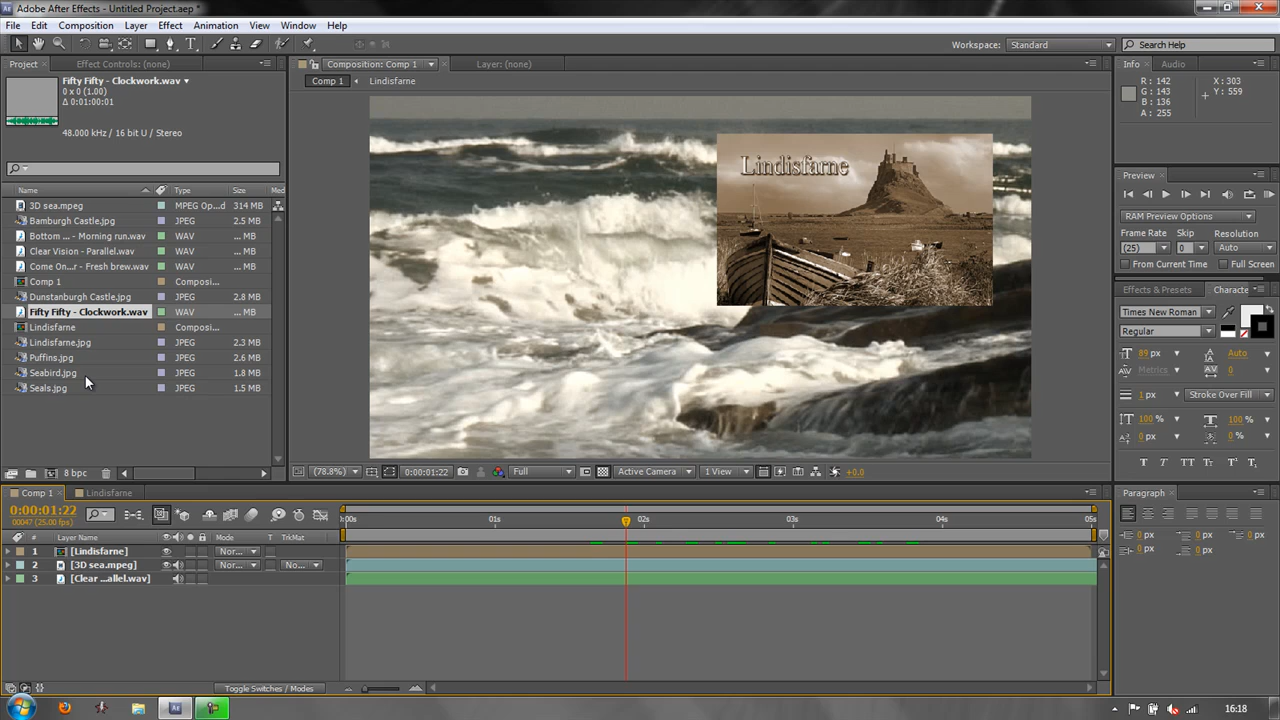 Adobe After Effects - Untitled Project.aep *
File Edit Composition Layer Effect Animation View Window Help
Workspace: Standard Search Help
Project Effect Controls: (none) Composition: Comp 1 Layer: (none) Info Audio
Fifty Fifty - Clockwork.wav
0 x 0 (1.00)
Δ 0:01:00:01
48.000 kHz / 16 bit U / Stereo
Comp 1 Lindisfarne
R: 142 X: 303
G: 143 Y: 559
B: 136
A: 255
Lindisfarne
Name Type Size Med
3D sea.mpeg MPEG Op...d 314 MB
Bamburgh Castle.jpg JPEG 2.5 MB
Bottom ... - Morning run.wav WAV ... MB
Clear Vision - Parallel.wav WAV ... MB
Come On...r - Fresh brew.wav WAV ... MB
Comp 1 Composi...
Dunstanburgh Castle.jpg JPEG 2.8 MB
Fifty Fifty - Clockwork.wav WAV ... MB
Lindisfarne Composi...
Lindisfarne.jpg JPEG 2.3 MB
Puffins.jpg JPEG 2.6 MB
Seabird.jpg JPEG 1.8 MB
Seals.jpg JPEG 1.5 MB
8 bpc
(78.8%) 0:00:01:22 Full Active Camera 1 View +0.0
Preview
RAM Preview Options
Frame Rate Skip Resolution
(25) 0 Auto
From Current Time Full Screen
Effects & Presets Characte
Times New Roman
Regular
89 px Auto
Metrics 0
1 px Stroke Over Fill
100 % 100 %
0 px 0 %
T T TT Tt T¹ T₁
Paragraph
0 px 0 px 0 px
0 px 0 px
Comp 1 Lindisfarne
0:00:01:22
00047 (25.00 fps)
:00s 01s 02s 03s 04s 05s
# Layer Name Mode T TrkMat
1 [Lindisfarne] Nor...
2 [3D sea.mpeg] Nor... No...
3 [Clear ...allel.wav]
Toggle Switches / Modes
16:18